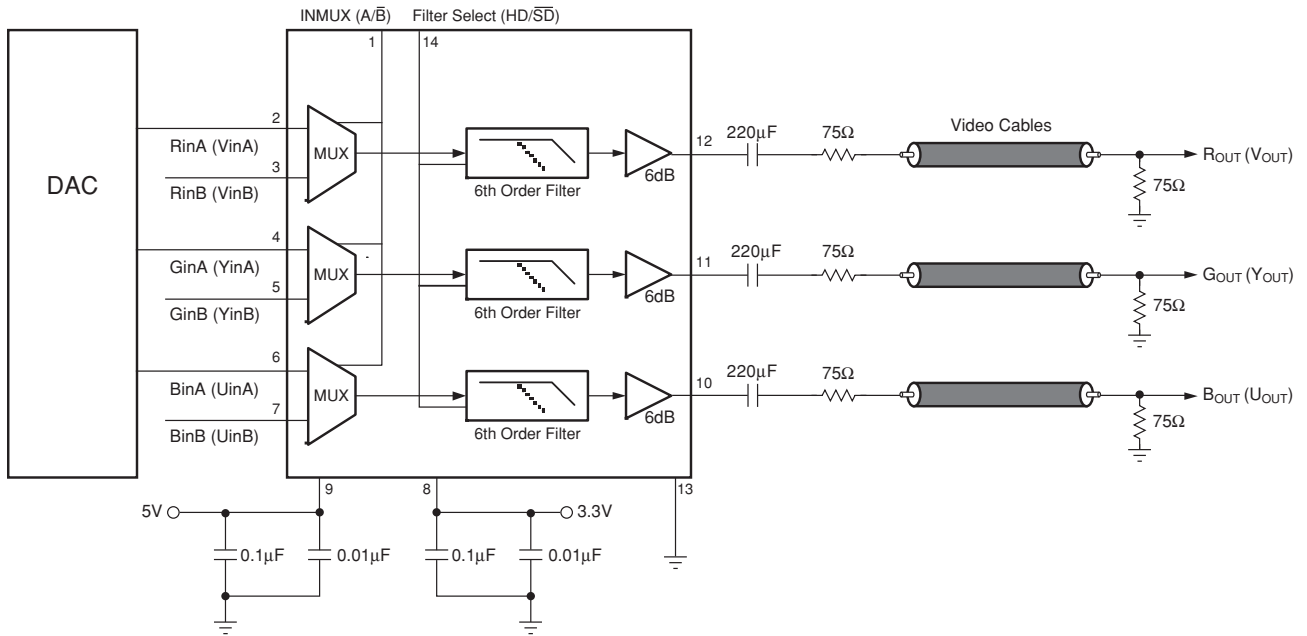 INMUX (A/B̅) Filter Select (HD/S̅D̅)
1 14
DAC
2
RinA (VinA)
3
RinB (VinB)
MUX
6th Order Filter
6dB
12
220µF
75Ω
Video Cables
ROUT (VOUT)
75Ω
4
GinA (YinA)
5
GinB (YinB)
MUX
6th Order Filter
6dB
11
220µF
75Ω
GOUT (YOUT)
75Ω
6
BinA (UinA)
7
BinB (UinB)
MUX
6th Order Filter
6dB
10
220µF
75Ω
BOUT (UOUT)
75Ω
9 8 13
5V 3.3V
0.1µF 0.01µF 0.1µF 0.01µF